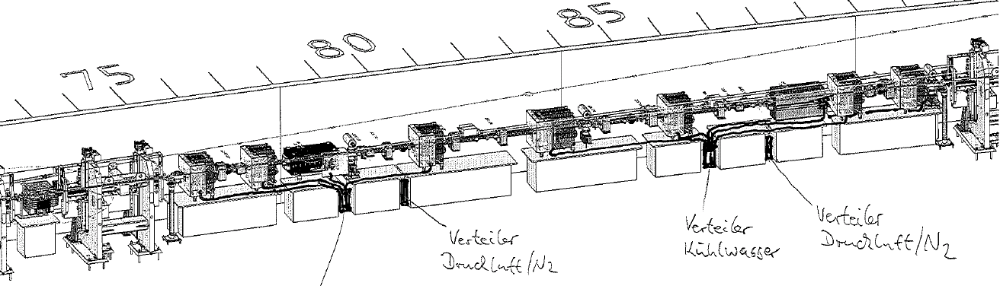 75
80
85
Verteiler
Druckluft/N2
Verteiler
Kühlwasser
Verteiler
Druckluft/N2